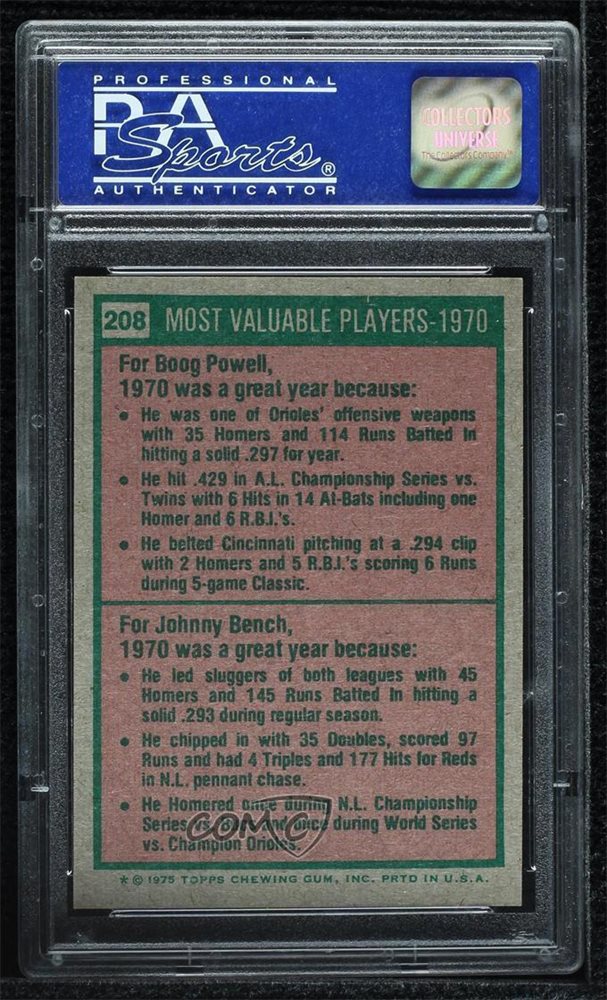 PROFESSIONAL
PSA
Sports®
AUTHENTICATOR
COLLECTORS
UNIVERSE
The Collectors Company™
208 MOST VALUABLE PLAYERS-1970
For Boog Powell,
1970 was a great year because:
• He was one of Orioles' offensive weapons
with 35 Homers and 114 Runs Batted In
hitting a solid .297 for year.
• He hit .429 in A.L. Championship Series vs.
Twins with 6 Hits in 14 At-Bats including one
Homer and 6 R.B.I.'s.
• He belted Cincinnati pitching at a .294 clip
with 2 Homers and 5 R.B.I.'s scoring 6 Runs
during 5-game Classic.
For Johnny Bench,
1970 was a great year because:
• He led sluggers of both leagues with 45
Homers and 145 Runs Batted In hitting a
solid .293 during regular season.
• He chipped in with 35 Doubles, scored 97
Runs and had 4 Triples and 177 Hits for Reds
in N.L. pennant chase.
• He Homered once during N.L. Championship
Series vs. and once during World Series
vs. Champion Orioles.
COMC
* © 1975 TOPPS CHEWING GUM, INC. PRTD IN U.S.A.